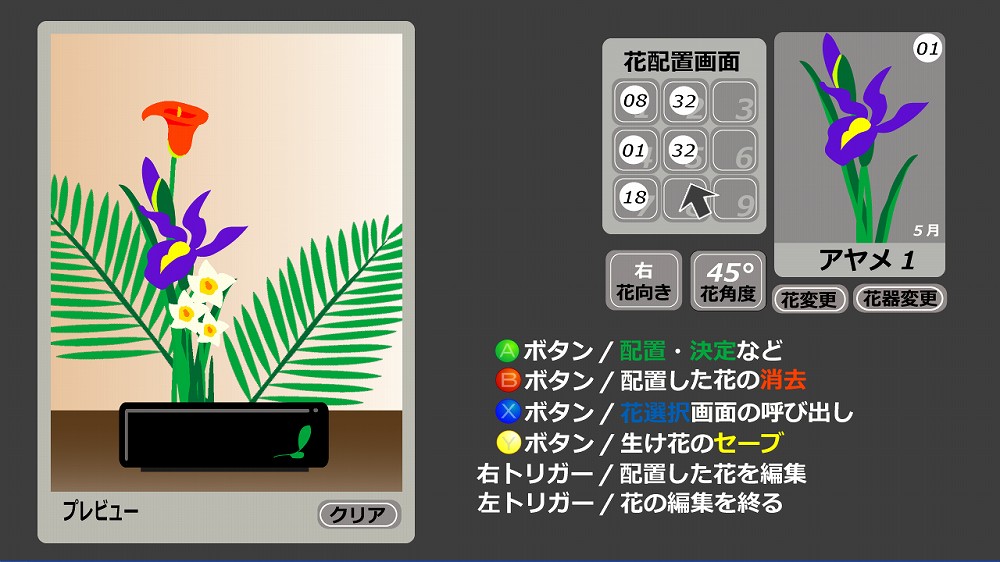 花配置画面
08 32 3
01 32 6
18 9
01
5月
アヤメ 1
右
花向き
45°
花角度
花変更
花器変更
A ボタン / 配置・決定など
B ボタン / 配置した花の消去
X ボタン / 花選択画面の呼び出し
Y ボタン / 生け花のセーブ
右トリガー / 配置した花を編集
左トリガー / 花の編集を終る
プレビュー
クリア